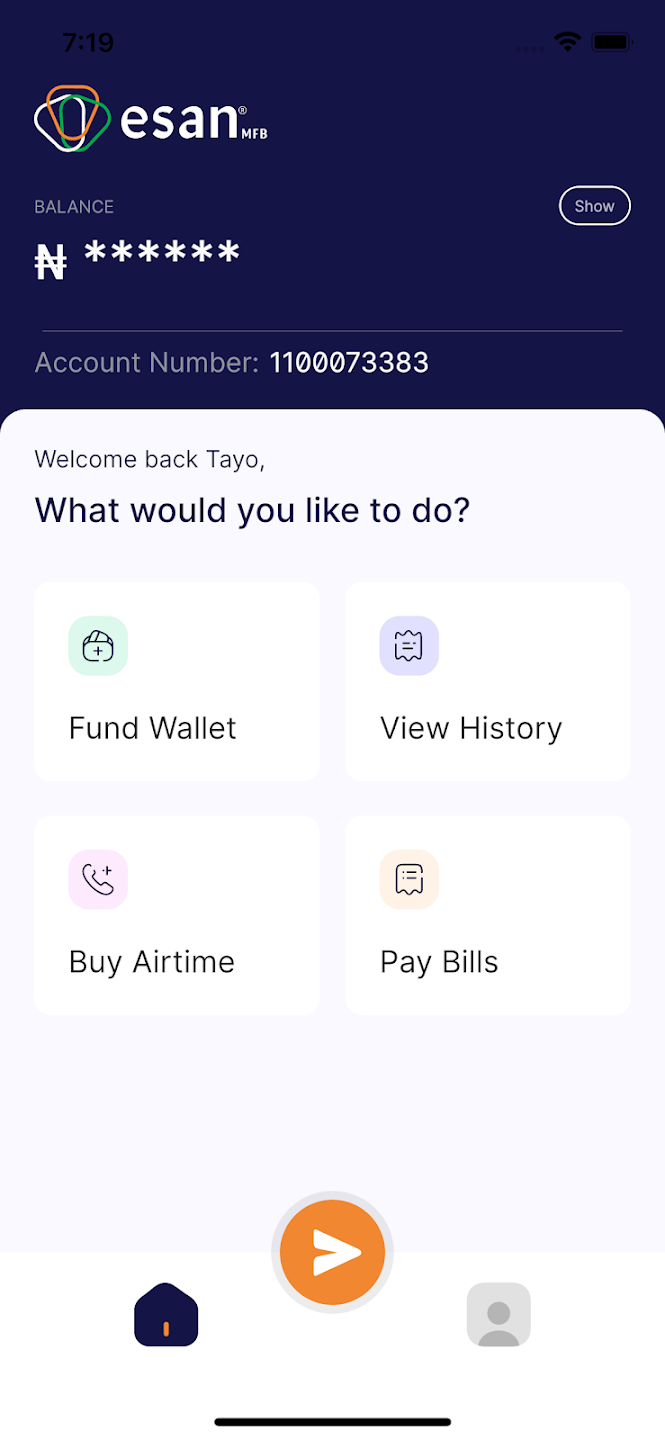 7:19
esan®
MFB
BALANCE
Show
₦ ******
Account Number: 1100073383
Welcome back Tayo,
What would you like to do?
Fund Wallet
View History
Buy Airtime
Pay Bills